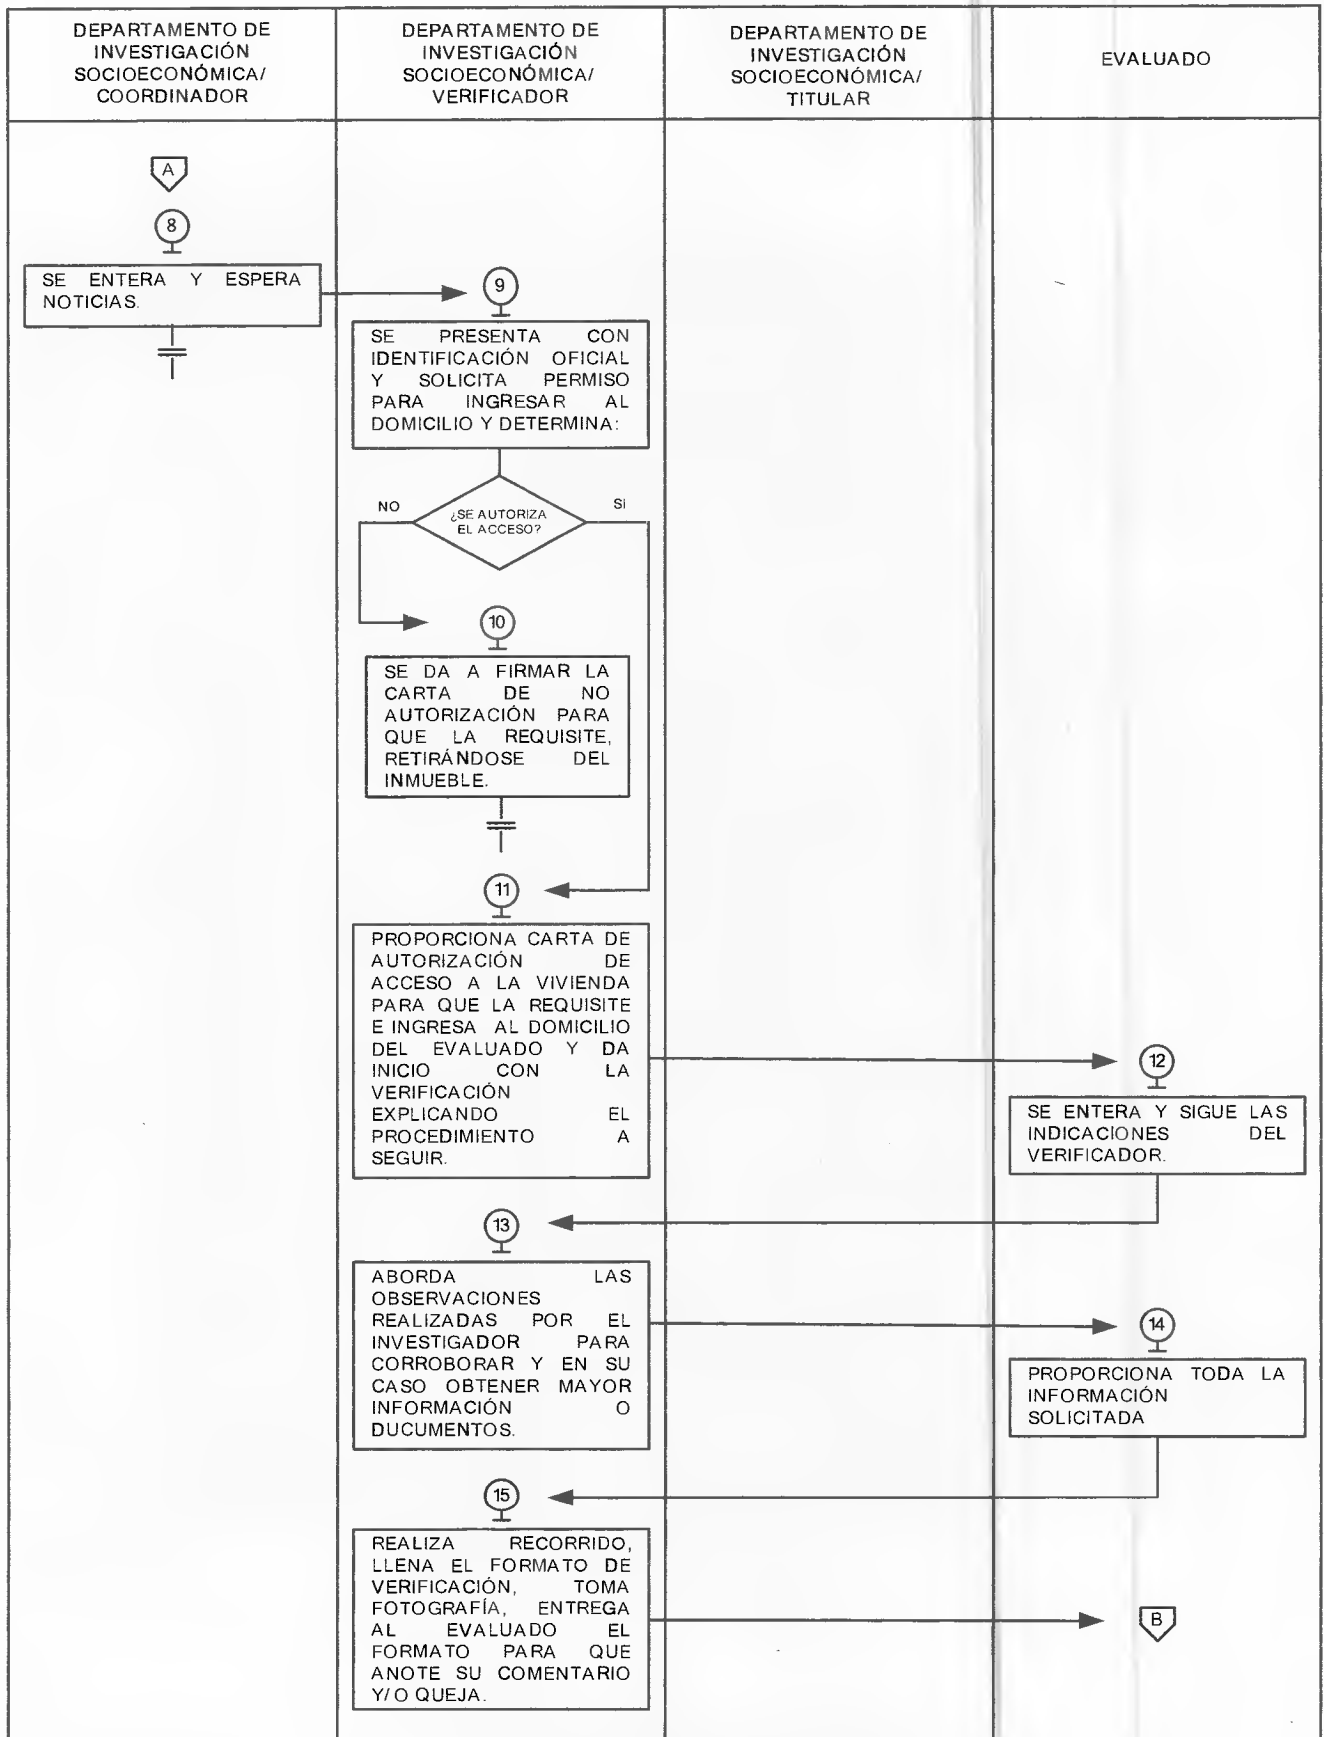 DEPARTAMENTO DE
INVESTIGACIÓN
SOCIOECONÓMICA/
COORDINADOR
DEPARTAMENTO DE
INVESTIGACIÓN
SOCIOECONÓMICA/
VERIFICADOR
DEPARTAMENTO DE
INVESTIGACIÓN
SOCIOECONÓMICA/
TITULAR
EVALUADO
A
8
SE ENTERA Y ESPERA
NOTICIAS.
9
SE PRESENTA CON
IDENTIFICACIÓN OFICIAL
Y SOLICITA PERMISO
PARA INGRESAR AL
DOMICILIO Y DETERMINA:
NO
¿SE AUTORIZA
EL ACCESO?
SI
10
SE DA A FIRMAR LA
CARTA DE NO
AUTORIZACIÓN PARA
QUE LA REQUISITE,
RETIRÁNDOSE DEL
INMUEBLE.
11
PROPORCIONA CARTA DE
AUTORIZACIÓN DE
ACCESO A LA VIVIENDA
PARA QUE LA REQUISITE
E INGRESA AL DOMICILIO
DEL EVALUADO Y DA
INICIO CON LA
VERIFICACIÓN
EXPLICANDO EL
PROCEDIMIENTO A
SEGUIR.
12
SE ENTERA Y SIGUE LAS
INDICACIONES DEL
VERIFICADOR.
13
ABORDA LAS
OBSERVACIONES
REALIZADAS POR EL
INVESTIGADOR PARA
CORROBORAR Y EN SU
CASO OBTENER MAYOR
INFORMACIÓN O
DUCUMENTOS.
14
PROPORCIONA TODA LA
INFORMACIÓN
SOLICITADA
15
REALIZA RECORRIDO,
LLENA EL FORMATO DE
VERIFICACIÓN, TOMA
FOTOGRAFÍA, ENTREGA
AL EVALUADO EL
FORMATO PARA QUE
ANOTE SU COMENTARIO
Y/O QUEJA.
B